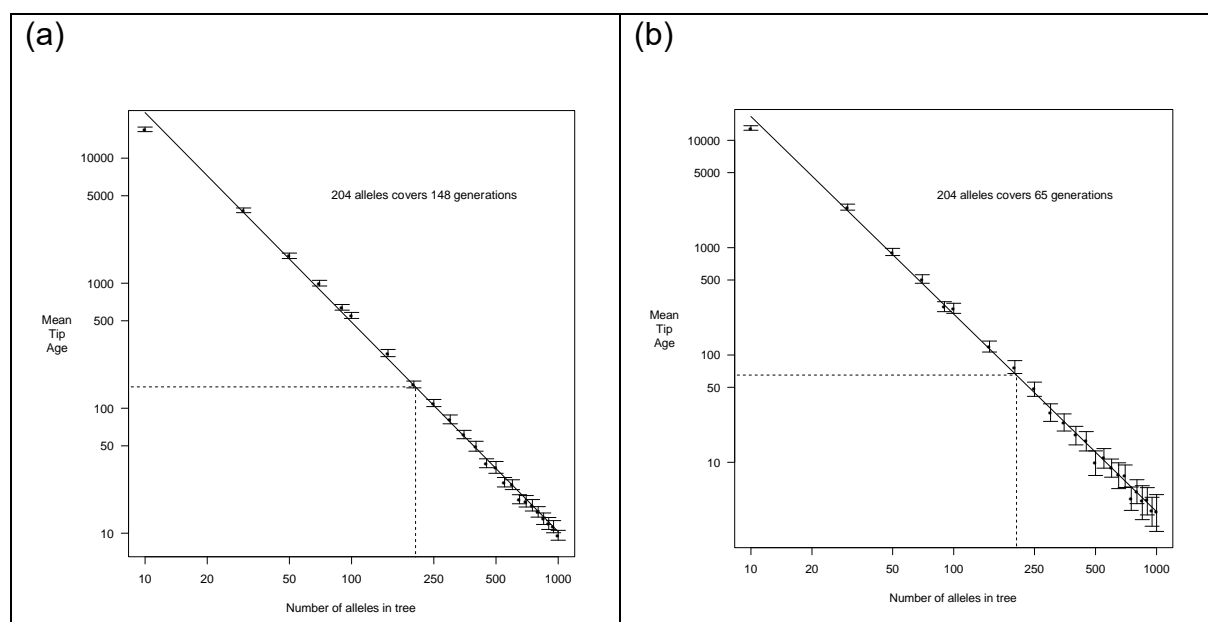 (a)
204 alleles covers 148 generations
10000
5000
1000
500
100
50
10
Mean
Tip
Age
10 20 50 100 250 500 1000
Number of alleles in tree
(b)
204 alleles covers 65 generations
10000
5000
1000
500
100
50
10
Mean
Tip
Age
10 20 50 100 250 500 1000
Number of alleles in tree